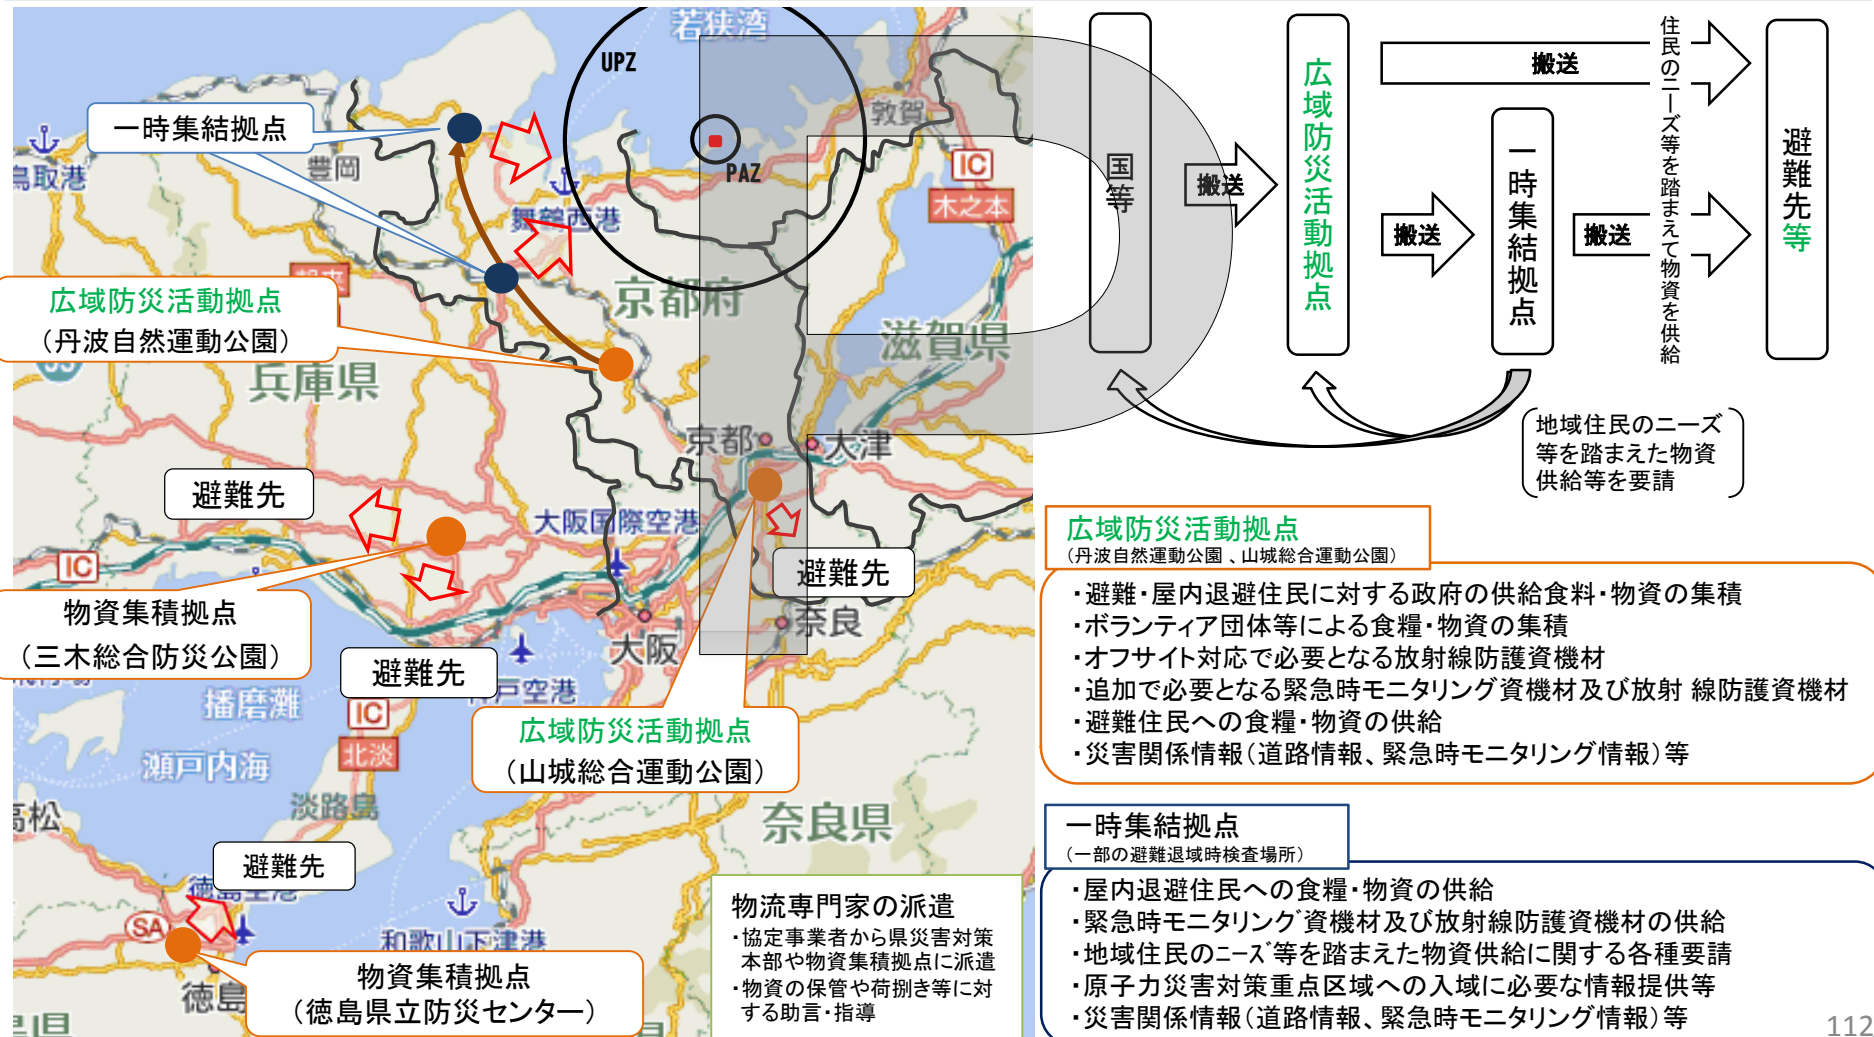 若狭湾
UPZ
PAZ
敦賀
一時集結拠点
豊岡
鳥取港
舞鶴西港
IC
木之本
広域防災活動拠点
（丹波自然運動公園）
京都府
滋賀県
兵庫県
京都
大津
避難先
大阪国際空港
IC
避難先
物資集積拠点
（三木総合防災公園）
奈良
大阪
避難先
播磨灘
IC
北淡
広域防災活動拠点
（山城総合運動公園）
瀬戸内海
淡路島
高松
奈良県
避難先
徳島空港
SA
和歌山下津港
徳島
物資集積拠点
（徳島県立防災センター）
物流専門家の派遣
・協定事業者から県災害対策
本部や物資集積拠点に派遣
・物資の保管や荷捌き等に対
する助言・指導
国等
搬送
広域防災活動拠点
搬送
搬送
一時集結拠点
搬送
住民のニーズ等を踏まえて物資を供給
避難先等
地域住民のニーズ
等を踏まえた物資
供給等を要請
広域防災活動拠点
（丹波自然運動公園、山城総合運動公園）
・避難・屋内退避住民に対する政府の供給食料・物資の集積
・ボランティア団体等による食糧・物資の集積
・オフサイト対応で必要となる放射線防護資機材
・追加で必要となる緊急時モニタリング資機材及び放射 線防護資機材
・避難住民への食糧・物資の供給
・災害関係情報（道路情報、緊急時モニタリング情報）等
一時集結拠点
（一部の避難退域時検査場所）
・屋内退避住民への食糧・物資の供給
・緊急時モニタリング資機材及び放射線防護資機材の供給
・地域住民のニーズ等を踏まえた物資供給に関する各種要請
・原子力災害対策重点区域への入域に必要な情報提供等
・災害関係情報（道路情報、緊急時モニタリング情報）等
112